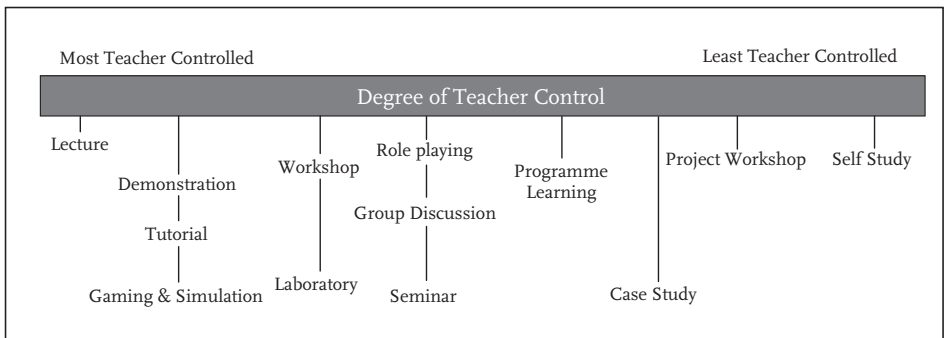 Most Teacher Controlled
Least Teacher Controlled
Degree of Teacher Control
Lecture
Demonstration
Tutorial
Gaming & Simulation
Workshop
Laboratory
Role playing
Group Discussion
Seminar
Programme
Learning
Case Study
Project Workshop
Self Study